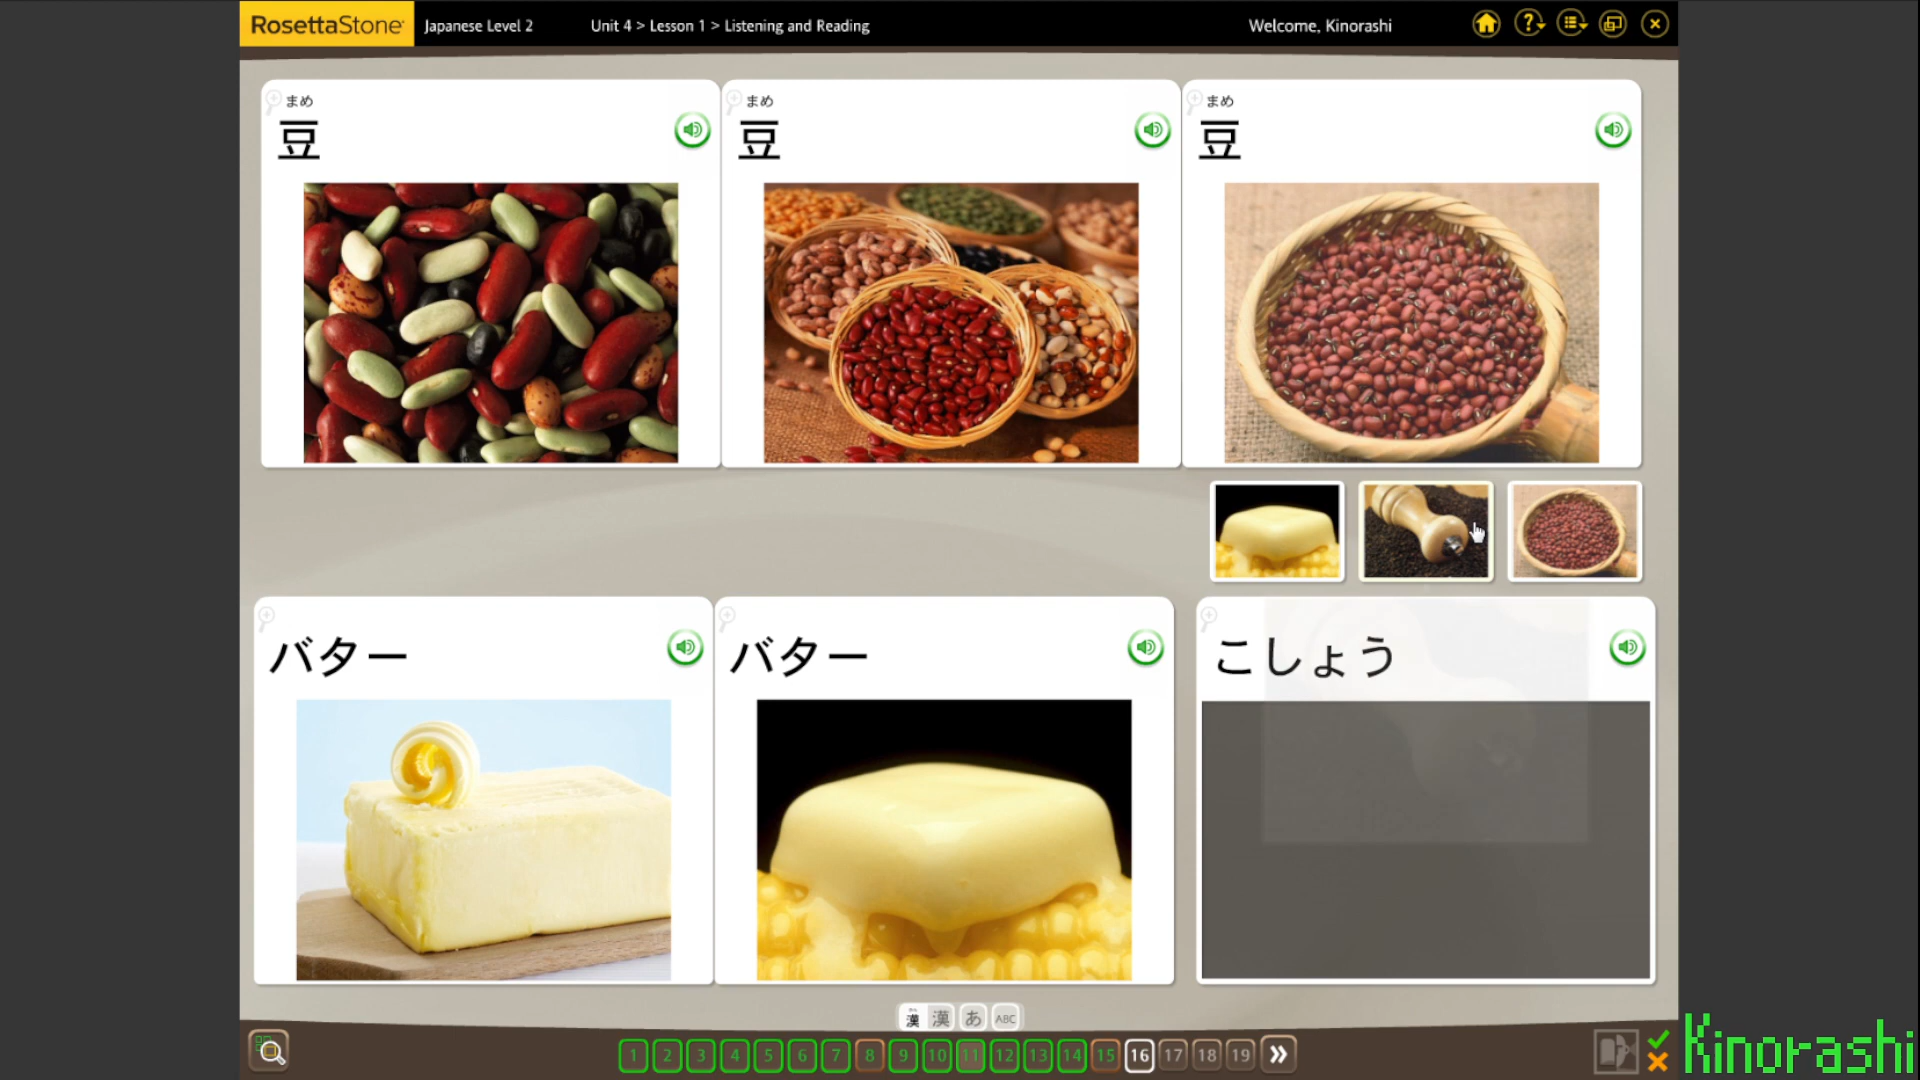 RosettaStone
Japanese Level 2
Unit 4 > Lesson 1 > Listening and Reading
Welcome, Kinorashi
まめ
豆
まめ
豆
まめ
豆
バター
バター
こしょう
漢 漢 あ ABC
1 2 3 4 5 6 7 8 9 10 11 12 13 14 15 16 17 18 19
Kinorashi